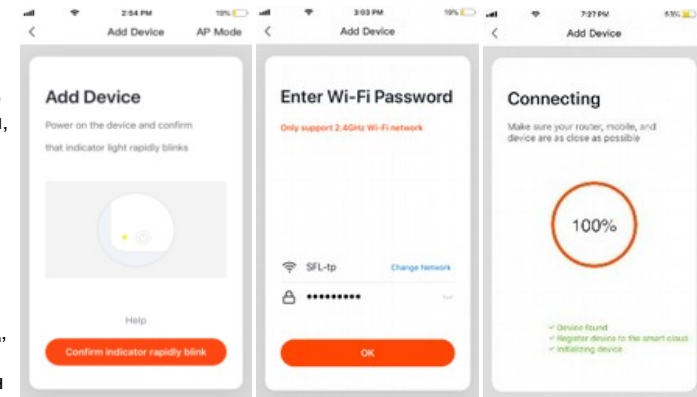 2:54 PM
19%
Add Device
AP Mode
Add Device
Power on the device and confirm
that indicator light rapidly blinks
Help
Confirm indicator rapidly blink
3:03 PM
19%
Add Device
Enter Wi-Fi Password
Only support 2.4GHz Wi-Fi network
SFL-tp
Change Network
•••••••••
OK
7:27 PM
Add Device
Connecting
Make sure your router, mobile, and
device are as close as possible
100%
✓ Device found
✓ Register device to the smart cloud
✓ Initializing device